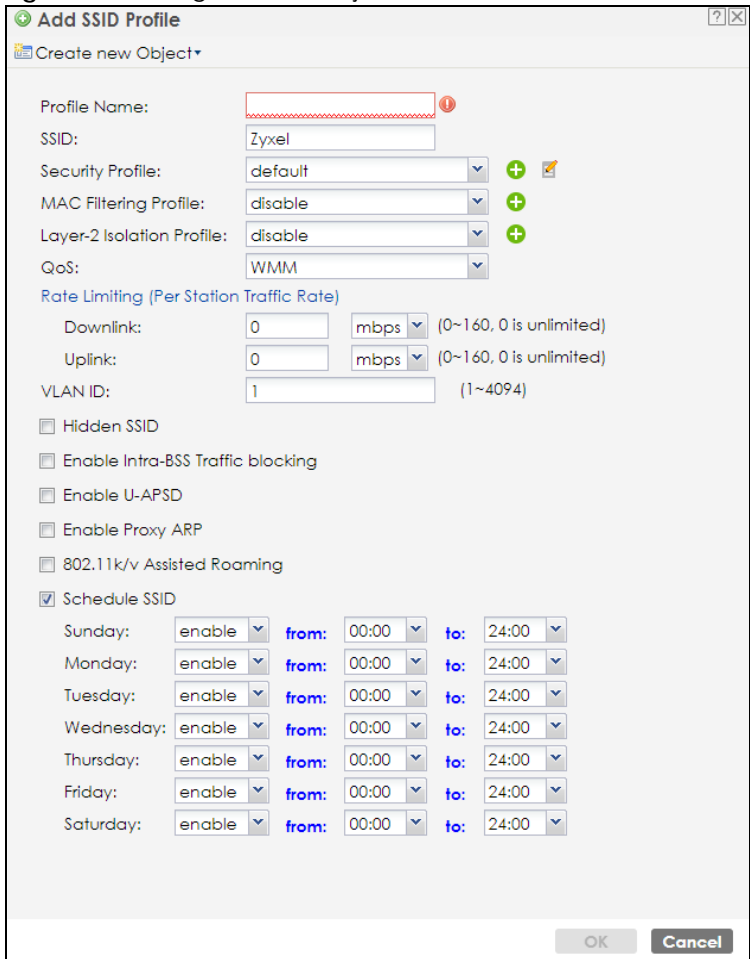 Add SSID Profile
Create new Object
Profile Name:
SSID: Zyxel
Security Profile: default
MAC Filtering Profile: disable
Layer-2 Isolation Profile: disable
QoS: WMM
Rate Limiting (Per Station Traffic Rate)
Downlink: 0 mbps (0~160, 0 is unlimited)
Uplink: 0 mbps (0~160, 0 is unlimited)
VLAN ID: 1 (1~4094)
Hidden SSID
Enable Intra-BSS Traffic blocking
Enable U-APSD
Enable Proxy ARP
802.11k/v Assisted Roaming
Schedule SSID
Sunday: enable from: 00:00 to: 24:00
Monday: enable from: 00:00 to: 24:00
Tuesday: enable from: 00:00 to: 24:00
Wednesday: enable from: 00:00 to: 24:00
Thursday: enable from: 00:00 to: 24:00
Friday: enable from: 00:00 to: 24:00
Saturday: enable from: 00:00 to: 24:00
OK Cancel